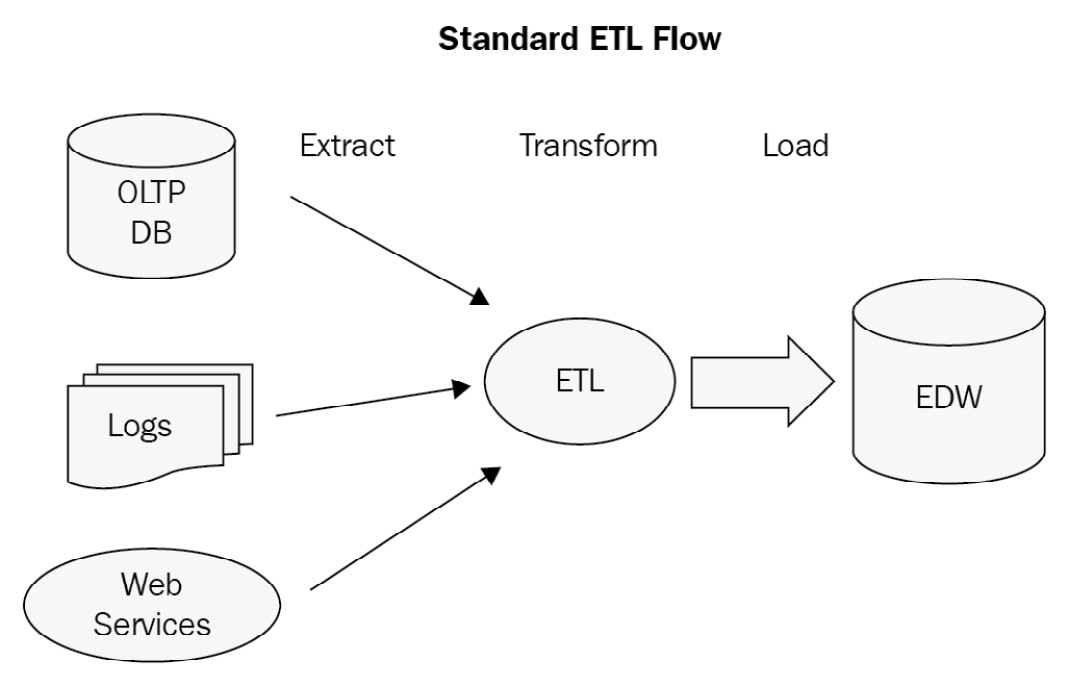 Standard ETL Flow
Extract
Transform
Load
OLTP
DB
Logs
Web
Services
ETL
EDW